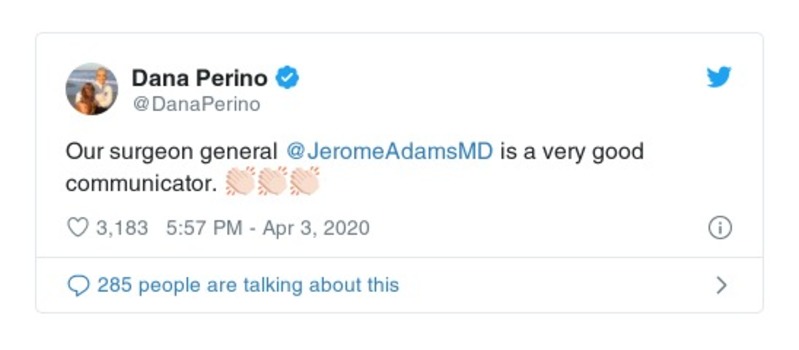 Dana Perino
@DanaPerino
Our surgeon general @JeromeAdamsMD is a very good
communicator. 👏🏻👏🏻👏🏻
3,183 5:57 PM - Apr 3, 2020
285 people are talking about this